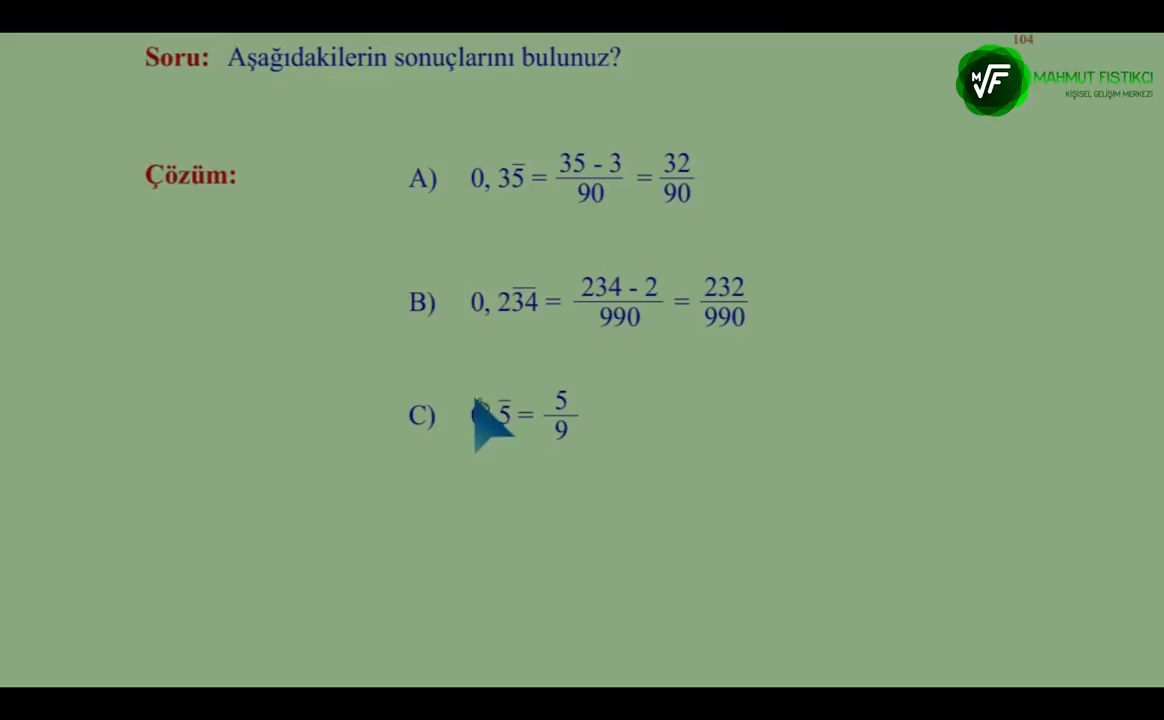 104
Soru: Aşağıdakilerin sonuçlarını bulunuz?
MAHMUT FISTIKCI
KİŞİSEL GELİŞİM MERKEZİ
Çözüm:
A) 0, 35̅ = 35 - 3 / 90 = 32 / 90
B) 0, 23̅4̅ = 234 - 2 / 990 = 232 / 990
C) 5̅ = 5 / 9